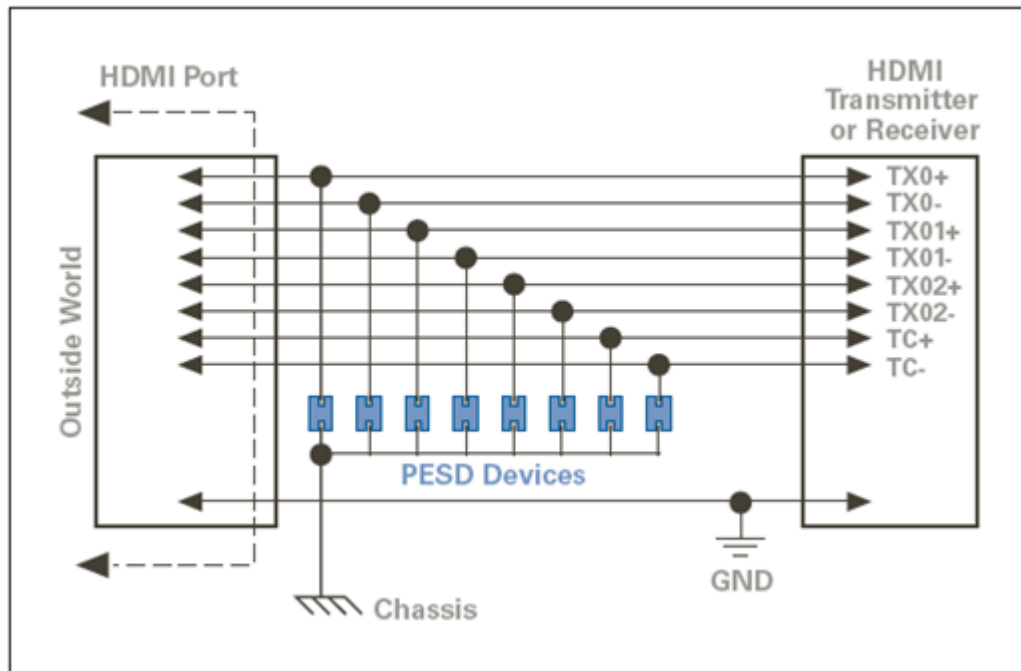 HDMI Port
HDMI
Transmitter
or Receiver
Outside World
TX0+
TX0-
TX01+
TX01-
TX02+
TX02-
TC+
TC-
PESD Devices
GND
Chassis